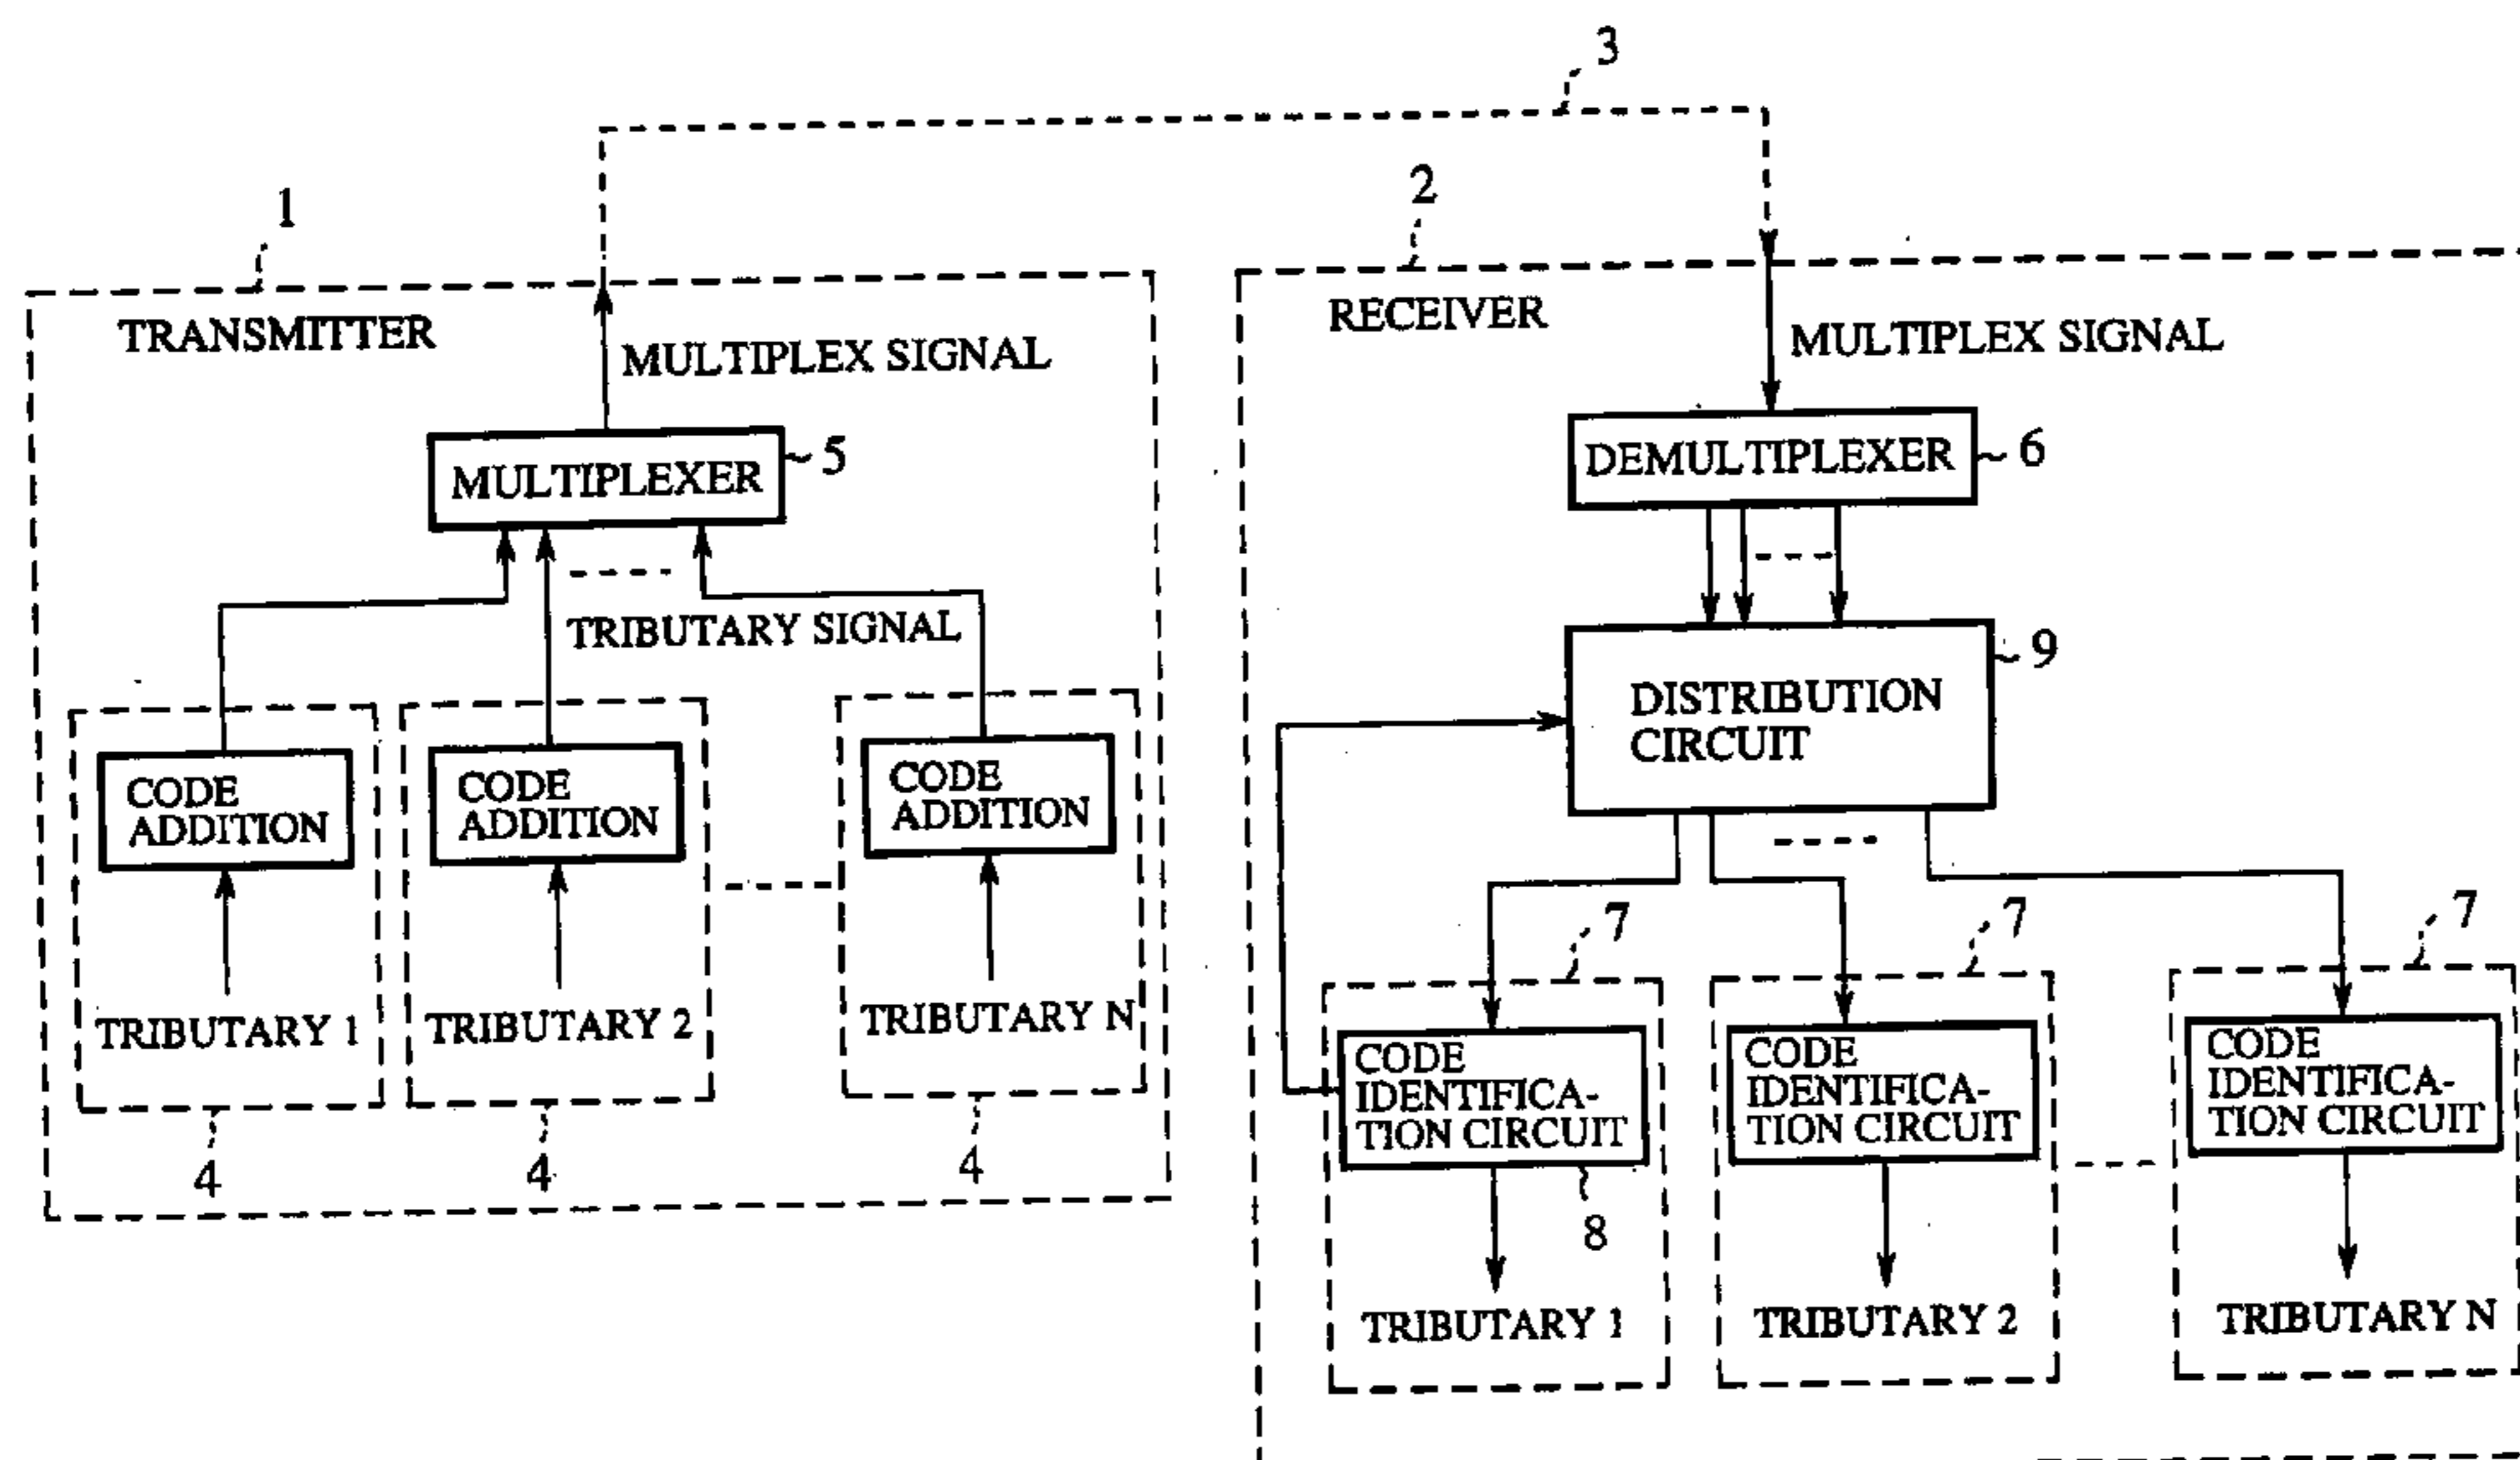 3
1
2
TRANSMITTER
MULTIPLEX SIGNAL
RECEIVER
MULTIPLEX SIGNAL
MULTIPLEXER
5
DEMULTIPLEXER
6
TRIBUTARY SIGNAL
DISTRIBUTION
CIRCUIT
9
CODE
ADDITION
CODE
ADDITION
CODE
ADDITION
TRIBUTARY 1
TRIBUTARY 2
TRIBUTARY N
4
4
4
7
7
7
CODE
IDENTIFICA-
TION CIRCUIT
CODE
IDENTIFICA-
TION CIRCUIT
CODE
IDENTIFICA-
TION CIRCUIT
8
TRIBUTARY 1
TRIBUTARY 2
TRIBUTARY N